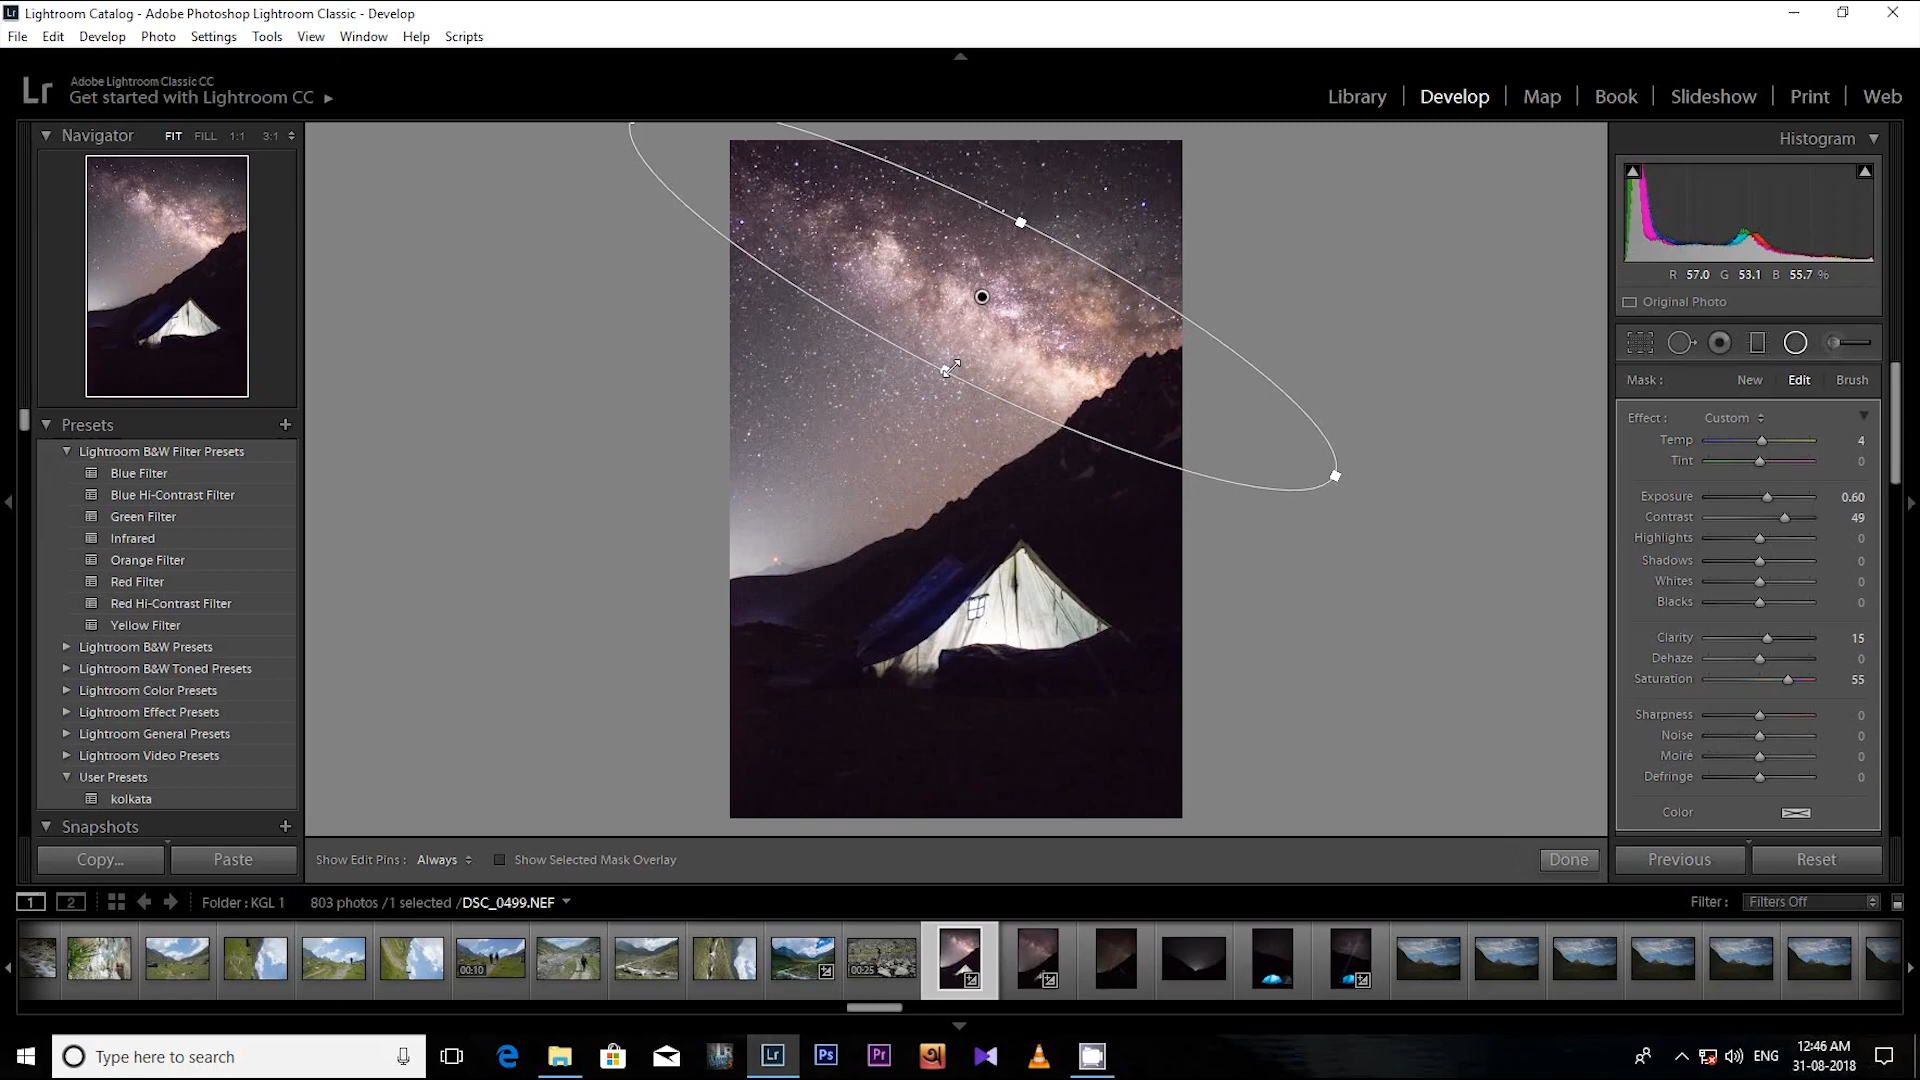 Lightroom Catalog - Adobe Photoshop Lightroom Classic - Develop
File Edit Develop Photo Settings Tools View Window Help Scripts
Lr
Adobe Lightroom Classic CC
Get started with Lightroom CC
Library Develop Map Book Slideshow Print Web
Navigator FIT FILL 1:1 3:1
Presets
Lightroom B&W Filter Presets
Blue Filter
Blue Hi-Contrast Filter
Green Filter
Infrared
Orange Filter
Red Filter
Red Hi-Contrast Filter
Yellow Filter
Lightroom B&W Presets
Lightroom B&W Toned Presets
Lightroom Color Presets
Lightroom Effect Presets
Lightroom General Presets
Lightroom Video Presets
User Presets
kolkata
Snapshots
Copy... Paste
Show Edit Pins : Always Show Selected Mask Overlay Done
Histogram
R 57.0 G 53.1 B 55.7 %
Original Photo
Mask : New Edit Brush
Effect : Custom
Temp 4
Tint 0
Exposure 0.60
Contrast 49
Highlights 0
Shadows 0
Whites 0
Blacks 0
Clarity 15
Dehaze 0
Saturation 55
Sharpness 0
Noise 0
Moiré 0
Defringe 0
Color
Previous Reset
1 2 Folder : KGL 1 803 photos /1 selected /DSC_0499.NEF Filter : Filters Off
00:10 00:25
Type here to search
Lr Ps Pr
ENG
12:46 AM
31-08-2018